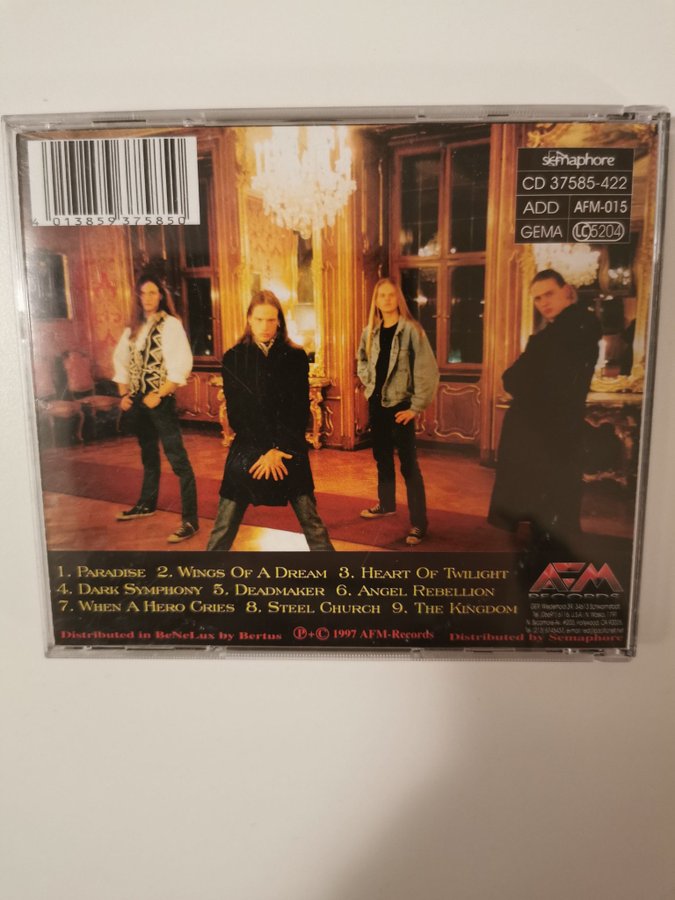 4 013859 375850
semaphore
CD 37585-422
ADD AFM-015
GEMA LC 5204
1. Paradise 2. Wings Of A Dream 3. Heart Of Twilight
4. Dark Symphony 5. Deadmaker 6. Angel Rebellion
7. When A Hero Cries 8. Steel Church 9. The Kingdom
AFM
RECORDS
Distributed in BeNeLux by Bertus Ⓟ+© 1997 AFM-Records Distributed by Semaphore